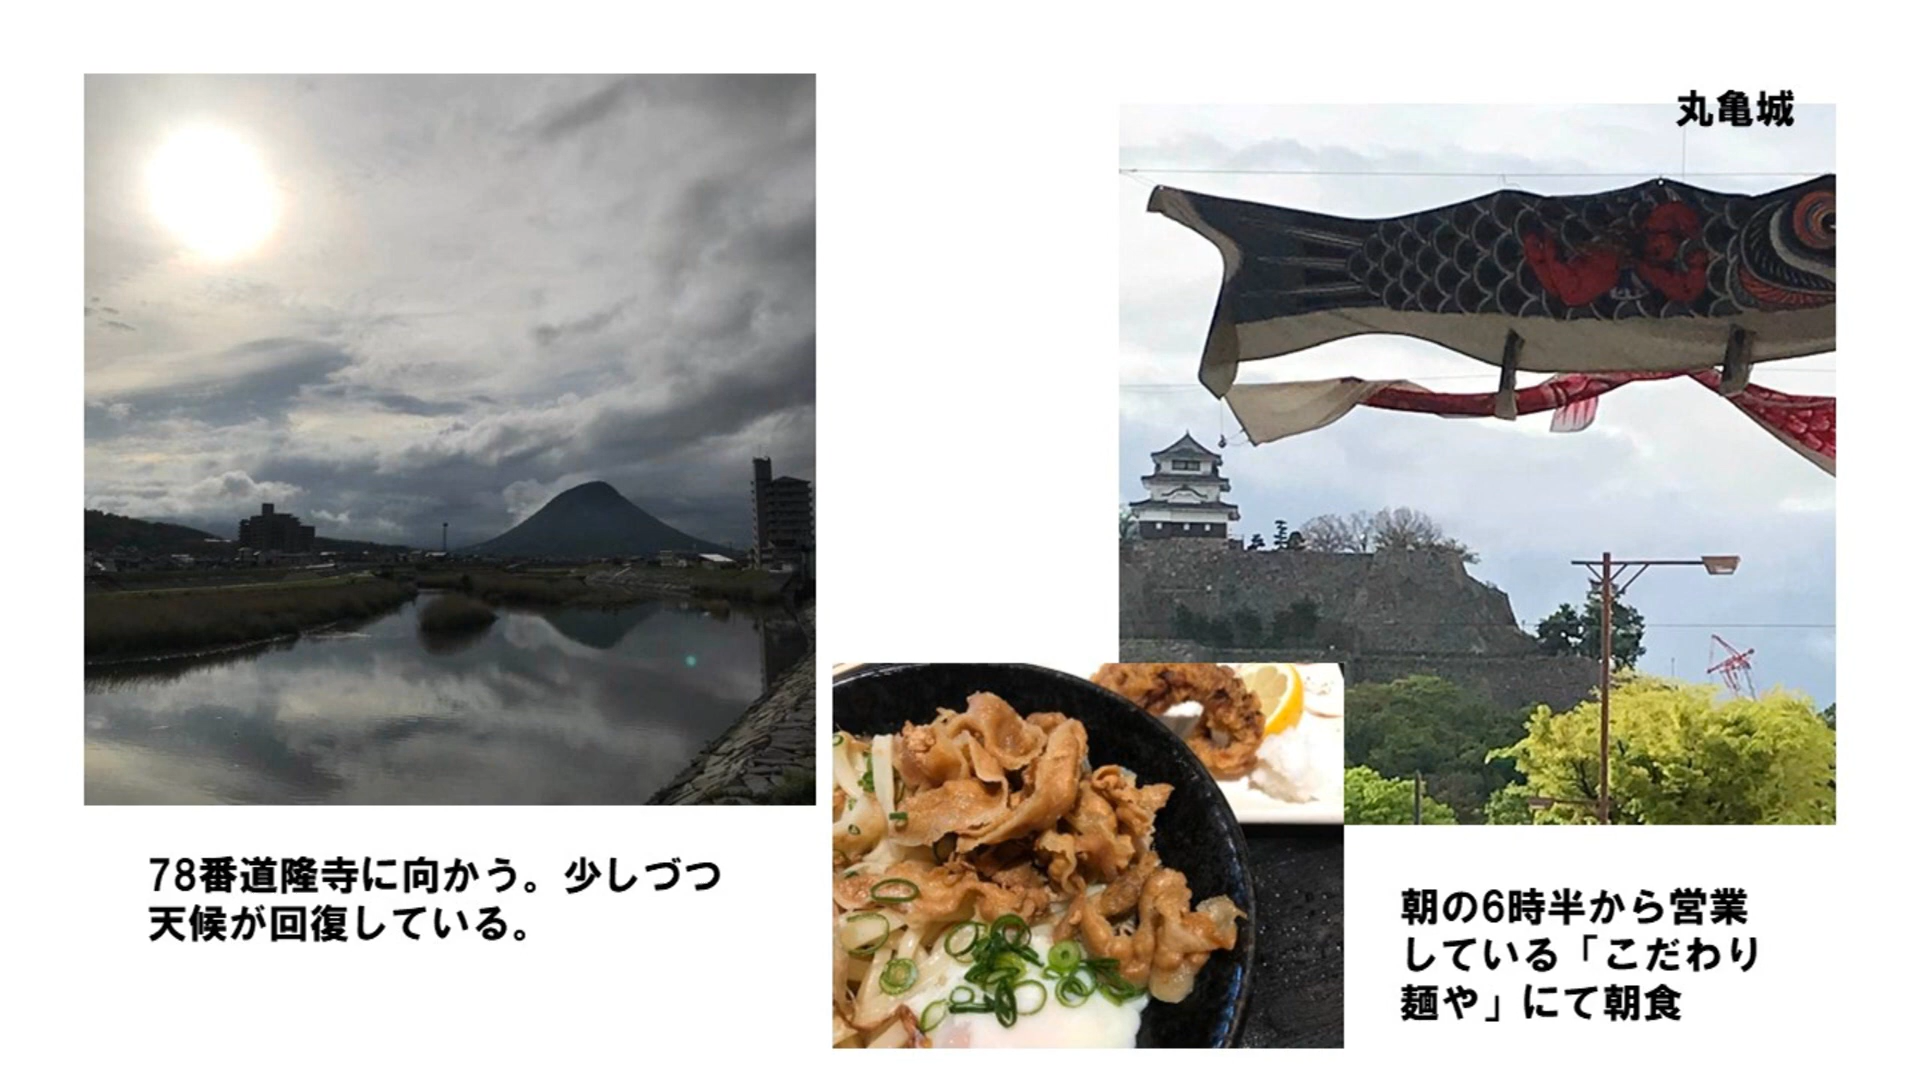 丸亀城
78番道隆寺に向かう。少しづつ
天候が回復している。
朝の6時半から営業
している「こだわり
麺や」にて朝食